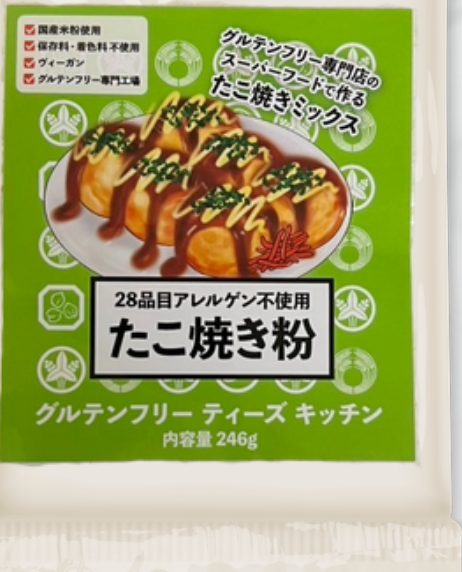 国産米粉使用
保存料・着色料 不使用
ヴィーガン
グルテンフリー専門工場
グルテンフリー専門店の
スーパーフードで作る
たこ焼きミックス
28品目アレルゲン不使用
たこ焼き粉
グルテンフリー ティーズ キッチン
内容量 246g